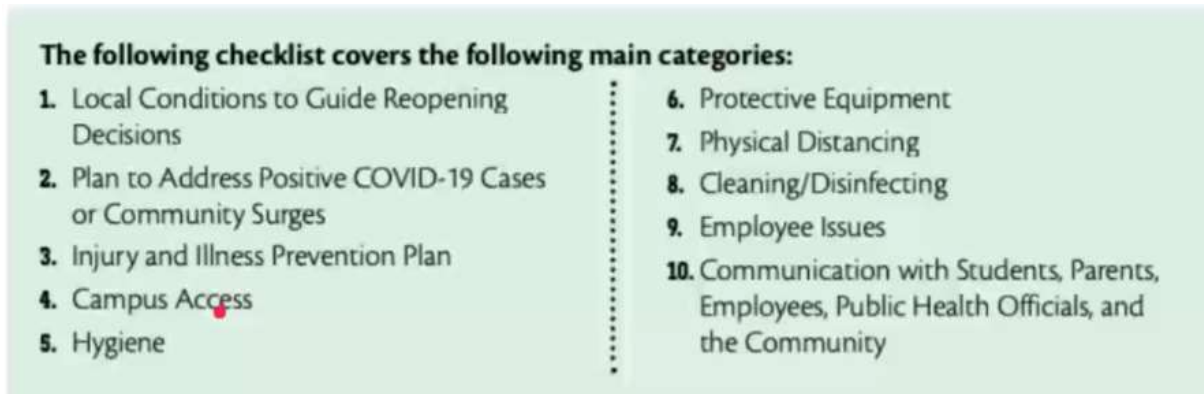 The following checklist covers the following main categories:
1. Local Conditions to Guide Reopening
Decisions
2. Plan to Address Positive COVID-19 Cases
or Community Surges
3. Injury and Illness Prevention Plan
4. Campus Access
5. Hygiene
6. Protective Equipment
7. Physical Distancing
8. Cleaning/Disinfecting
9. Employee Issues
10. Communication with Students, Parents,
Employees, Public Health Officials, and
the Community